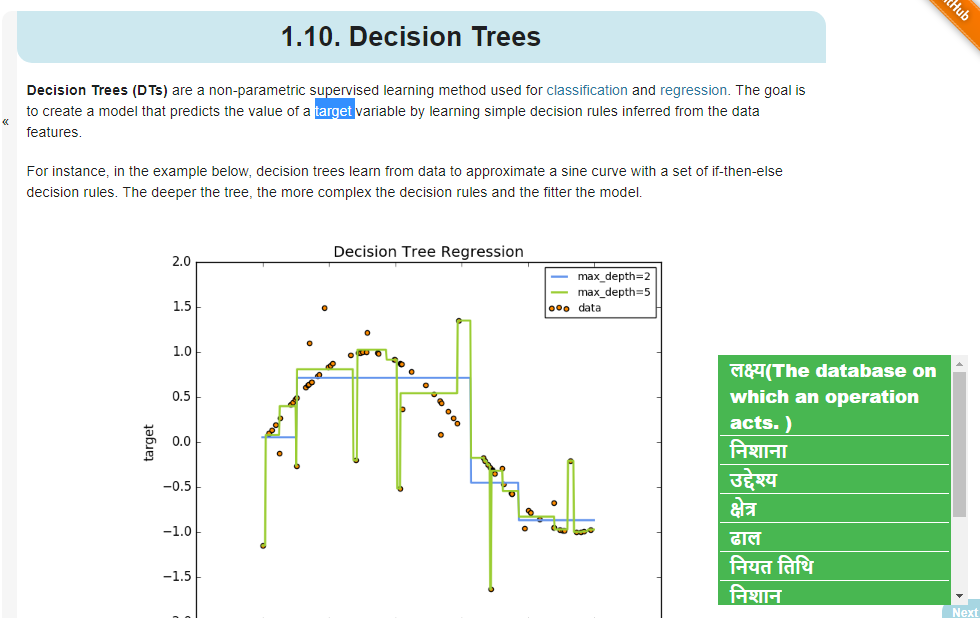 itHub
1.10. Decision Trees
«
Decision Trees (DTs) are a non-parametric supervised learning method used for classification and regression. The goal is
to create a model that predicts the value of a target variable by learning simple decision rules inferred from the data
features.
For instance, in the example below, decision trees learn from data to approximate a sine curve with a set of if-then-else
decision rules. The deeper the tree, the more complex the decision rules and the fitter the model.
Decision Tree Regression
max_depth=2
max_depth=5
data
2.0
1.5
1.0
0.5
0.0
−0.5
−1.0
−1.5
target
लक्ष्य(The database on
which an operation
acts. )
निशाना
उद्देश्य
क्षेत्र
ढाल
नियत तिथि
निशान
Next